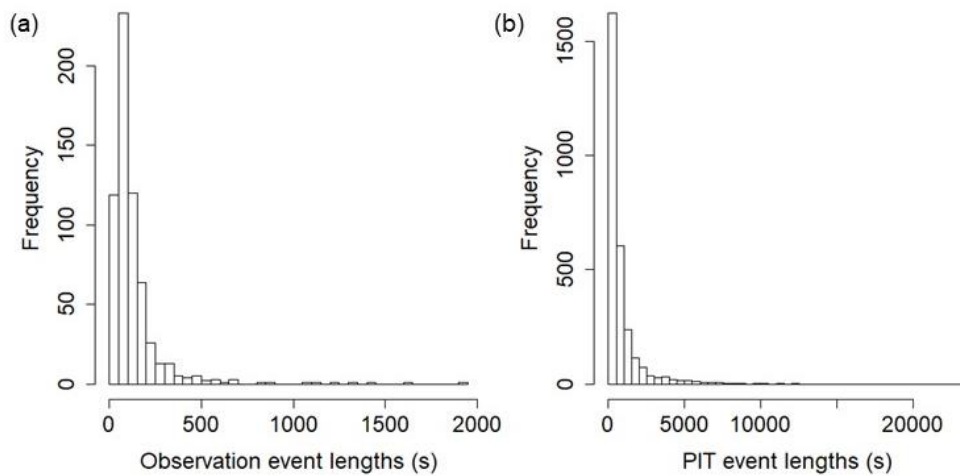 (a)
Frequency
200
150
100
50
0
0 500 1000 1500 2000
Observation event lengths (s)
(b)
Frequency
1500
1000
500
0
0 5000 10000 20000
PIT event lengths (s)